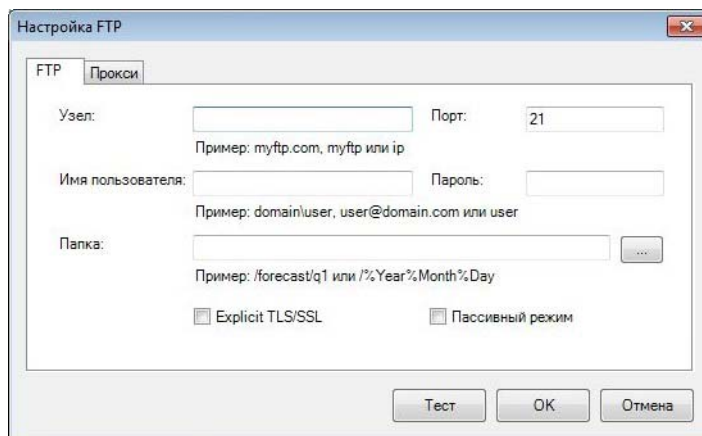 Настройка FTP
FTP Прокси
Узел: Порт: 21
Пример: myftp.com, myftp или ip
Имя пользователя: Пароль:
Пример: domain\user, user@domain.com или user
Папка: ...
Пример: /forecast/q1 или /%Year%Month%Day
Explicit TLS/SSL Пассивный режим
Тест OK Отмена